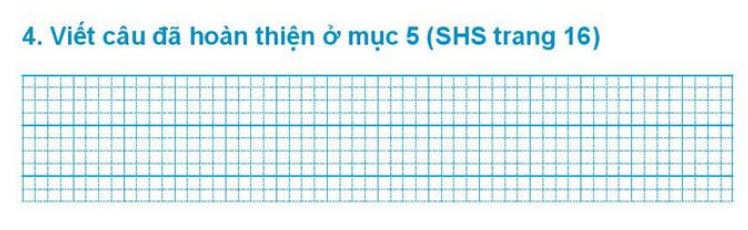 4. Viết câu đã hoàn thiện ở mục 5 (SHS trang 16)